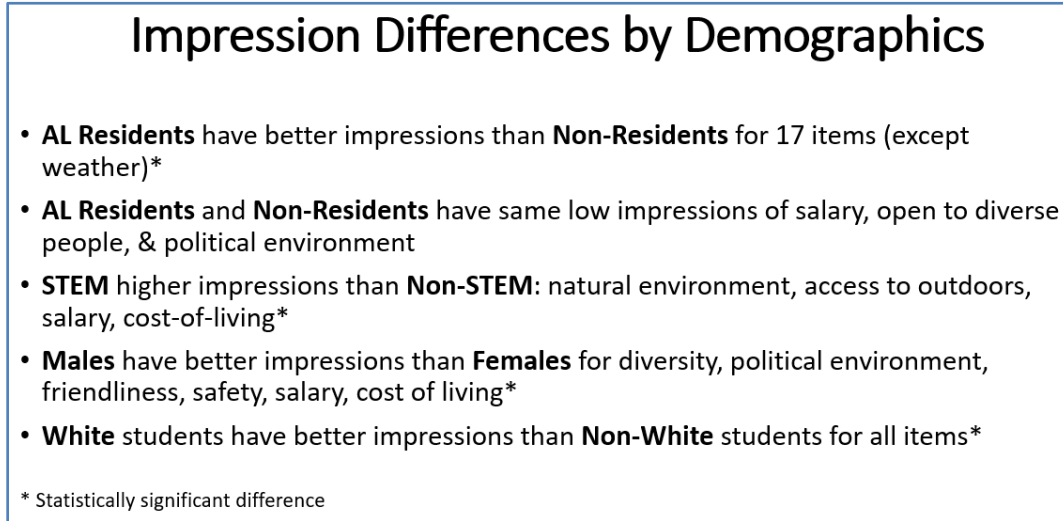 Impression Differences by Demographics
• AL Residents have better impressions than Non-Residents for 17 items (except
weather)*
• AL Residents and Non-Residents have same low impressions of salary, open to diverse
people, & political environment
• STEM higher impressions than Non-STEM: natural environment, access to outdoors,
salary, cost-of-living*
• Males have better impressions than Females for diversity, political environment,
friendliness, safety, salary, cost of living*
• White students have better impressions than Non-White students for all items*
* Statistically significant difference